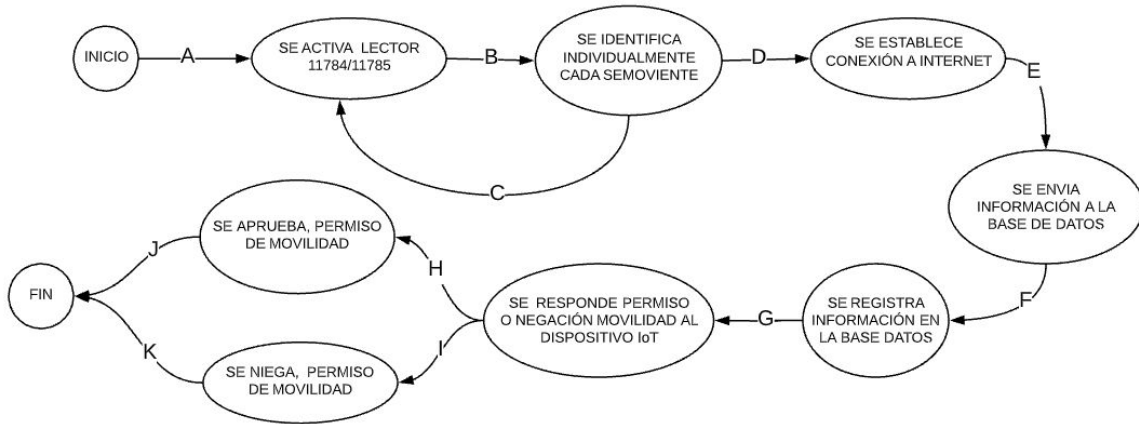 INICIO
A
SE ACTIVA LECTOR
11784/11785
B
SE IDENTIFICA
INDIVIDUALMENTE
CADA SEMOVIENTE
D
SE ESTABLECE
CONEXIÓN A INTERNET
E
C
SE ENVIA
INFORMACIÓN A LA
BASE DE DATOS
F
SE REGISTRA
INFORMACIÓN EN
LA BASE DATOS
G
SE RESPONDE PERMISO
O NEGACIÓN MOVILIDAD AL
DISPOSITIVO IoT
H
I
SE APRUEBA, PERMISO
DE MOVILIDAD
J
SE NIEGA, PERMISO
DE MOVILIDAD
K
FIN